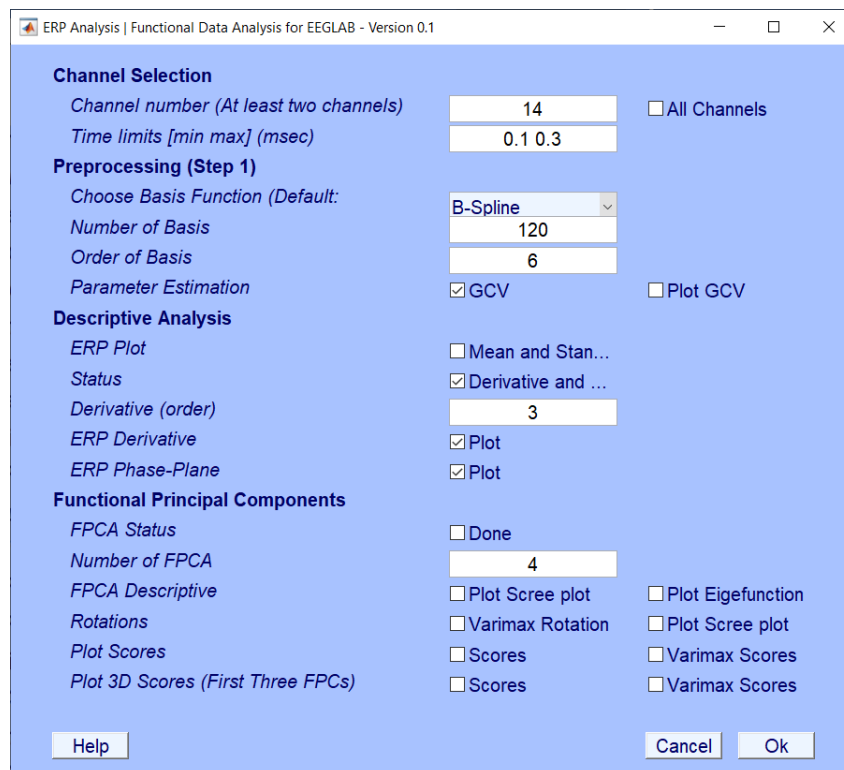 ERP Analysis | Functional Data Analysis for EEGLAB - Version 0.1
Channel Selection
Channel number (At least two channels) 14 All Channels
Time limits [min max] (msec) 0.1 0.3
Preprocessing (Step 1)
Choose Basis Function (Default: B-Spline
Number of Basis 120
Order of Basis 6
Parameter Estimation GCV Plot GCV
Descriptive Analysis
ERP Plot Mean and Stan...
Status Derivative and ...
Derivative (order) 3
ERP Derivative Plot
ERP Phase-Plane Plot
Functional Principal Components
FPCA Status Done
Number of FPCA 4
FPCA Descriptive Plot Scree plot Plot Eigefunction
Rotations Varimax Rotation Plot Scree plot
Plot Scores Scores Varimax Scores
Plot 3D Scores (First Three FPCs) Scores Varimax Scores
Help Cancel Ok